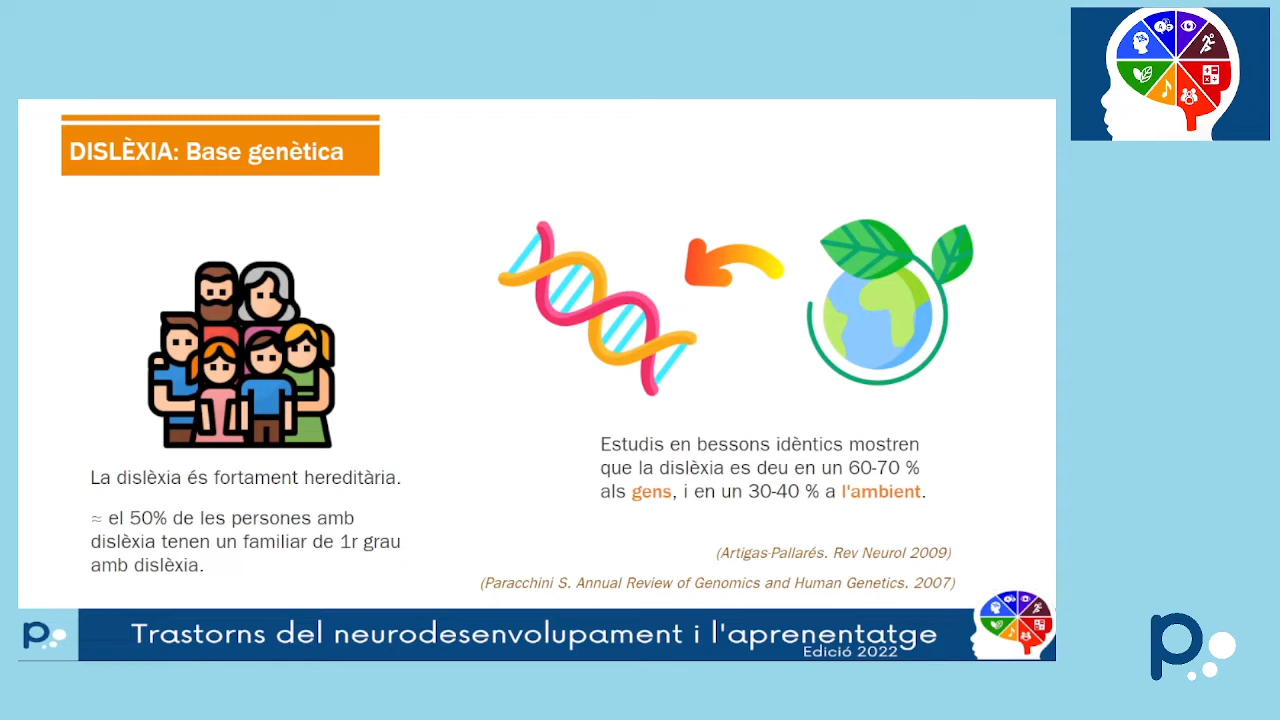 DISLÈXIA: Base genètica
La dislèxia és fortament hereditària.
≈ el 50% de les persones amb
dislèxia tenen un familiar de 1r grau
amb dislèxia.
Estudis en bessons idèntics mostren
que la dislèxia es deu en un 60-70 %
als gens, i en un 30-40 % a l'ambient.
(Artigas-Pallarés. Rev Neurol 2009)
(Paracchini S. Annual Review of Genomics and Human Genetics. 2007)
p
Trastorns del neurodesenvolupament i l'aprenentatge
Edició 2022
p